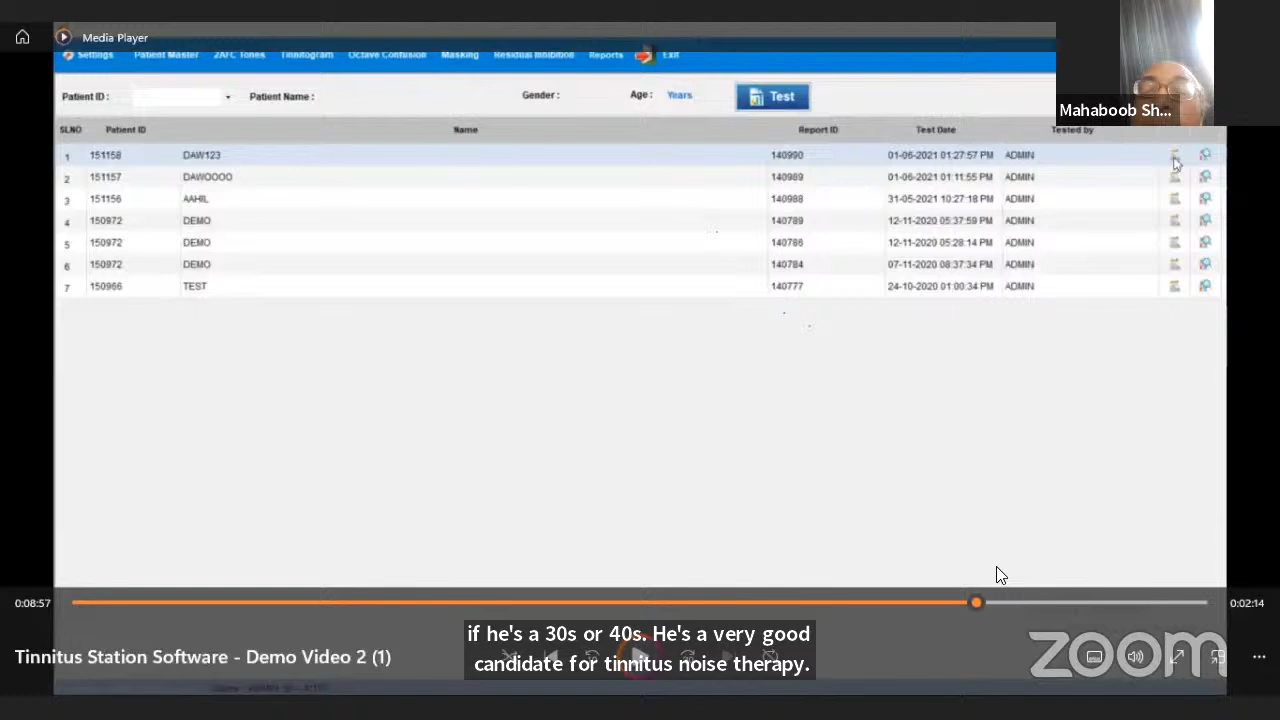 Media Player
Settings Patient Master 2AFC Tones Tinnitogram Octave Confusion Masking Residual Inhibition Reports Exit
Patient ID : Patient Name : Gender : Age : Years Test
Mahaboob Sh...
SLNO Patient ID Name Report ID Test Date Tested by
1 151158 DAW123 140990 01-06-2021 01:27:57 PM ADMIN
2 151157 DAWOOOO 140989 01-06-2021 01:11:55 PM ADMIN
3 151156 AAHIL 140988 31-05-2021 10:27:18 PM ADMIN
4 150972 DEMO 140789 12-11-2020 05:37:59 PM ADMIN
5 150972 DEMO 140786 12-11-2020 05:28:14 PM ADMIN
6 150972 DEMO 140784 07-11-2020 08:37:34 PM ADMIN
7 150966 TEST 140777 24-10-2020 01:00:34 PM ADMIN
0:08:57 0:02:14
if he's a 30s or 40s. He's a very good
candidate for tinnitus noise therapy.
Tinnitus Station Software - Demo Video 2 (1)
zoom